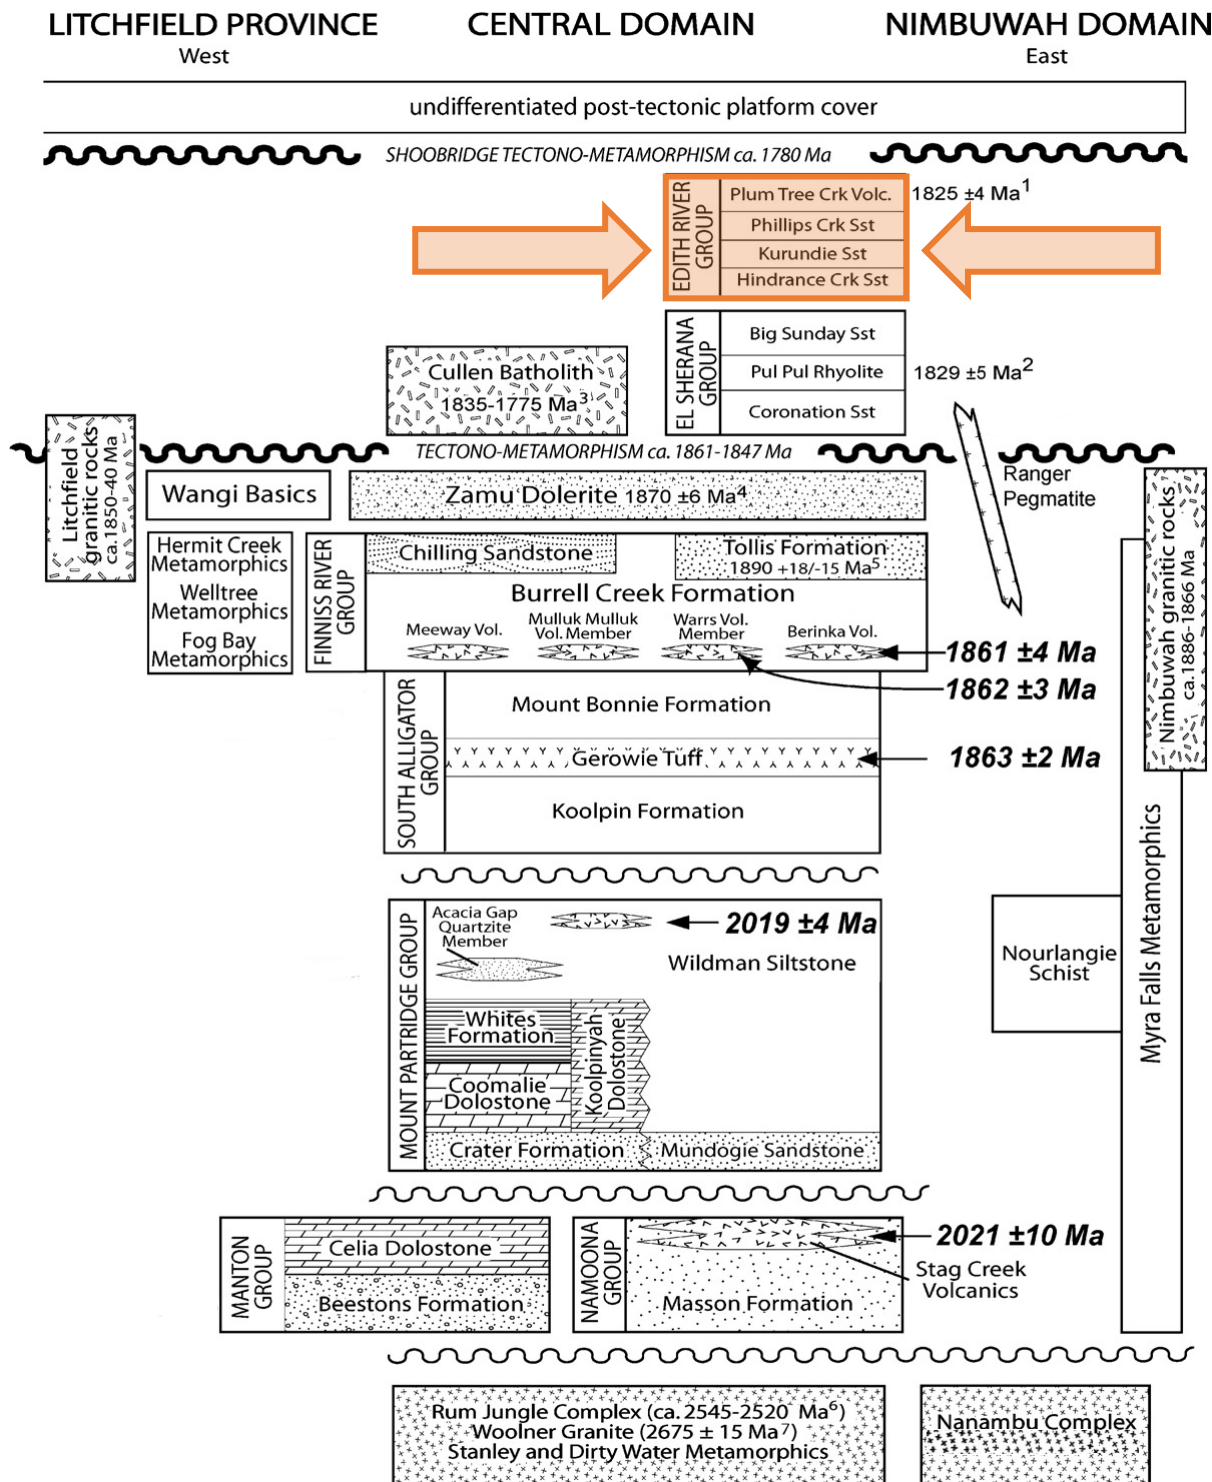 LITCHFIELD PROVINCE
West
CENTRAL DOMAIN
NIMBUWAH DOMAIN
East
undifferentiated post-tectonic platform cover
SHOOBRIDGE TECTONO-METAMORPHISM ca. 1780 Ma
EDITH RIVER
GROUP
Plum Tree Crk Volc.
1825 ±4 Ma1
Phillips Crk Sst
Kurundie Sst
Hindrance Crk Sst
EL SHERANA
GROUP
Big Sunday Sst
Pul Pul Rhyolite
1829 ±5 Ma2
Coronation Sst
Cullen Batholith
1835-1775 Ma3
Litchfield
granitic rocks
ca.1850-40 Ma
TECTONO-METAMORPHISM ca. 1861-1847 Ma
Ranger
Pegmatite
Wangi Basics
Zamu Dolerite 1870 ±6 Ma4
Nimbuwah granitic rocks
ca.1886-1866 Ma
Hermit Creek
Metamorphics
Welltree
Metamorphics
Fog Bay
Metamorphics
FINNISS RIVER
GROUP
Chilling Sandstone
Tollis Formation
1890 +18/-15 Ma5
Burrell Creek Formation
Meeway Vol.
Mulluk Mulluk
Vol. Member
Warrs Vol.
Member
Berinka Vol.
1861 ±4 Ma
1862 ±3 Ma
SOUTH ALLIGATOR
GROUP
Mount Bonnie Formation
Gerowie Tuff
1863 ±2 Ma
Koolpin Formation
Myra Falls Metamorphics
MOUNT PARTRIDGE GROUP
Acacia Gap
Quartzite
Member
2019 ±4 Ma
Wildman Siltstone
Nourlangie
Schist
Whites
Formation
Koolpinyah
Dolostone
Coomalie
Dolostone
Crater Formation
Mundogie Sandstone
MANTON
GROUP
Celia Dolostone
Beestons Formation
NAMOONA
GROUP
2021 ±10 Ma
Stag Creek
Volcanics
Masson Formation
Rum Jungle Complex (ca. 2545-2520 Ma6)
Woolner Granite (2675 ± 15 Ma7)
Stanley and Dirty Water Metamorphics
Nanambu Complex